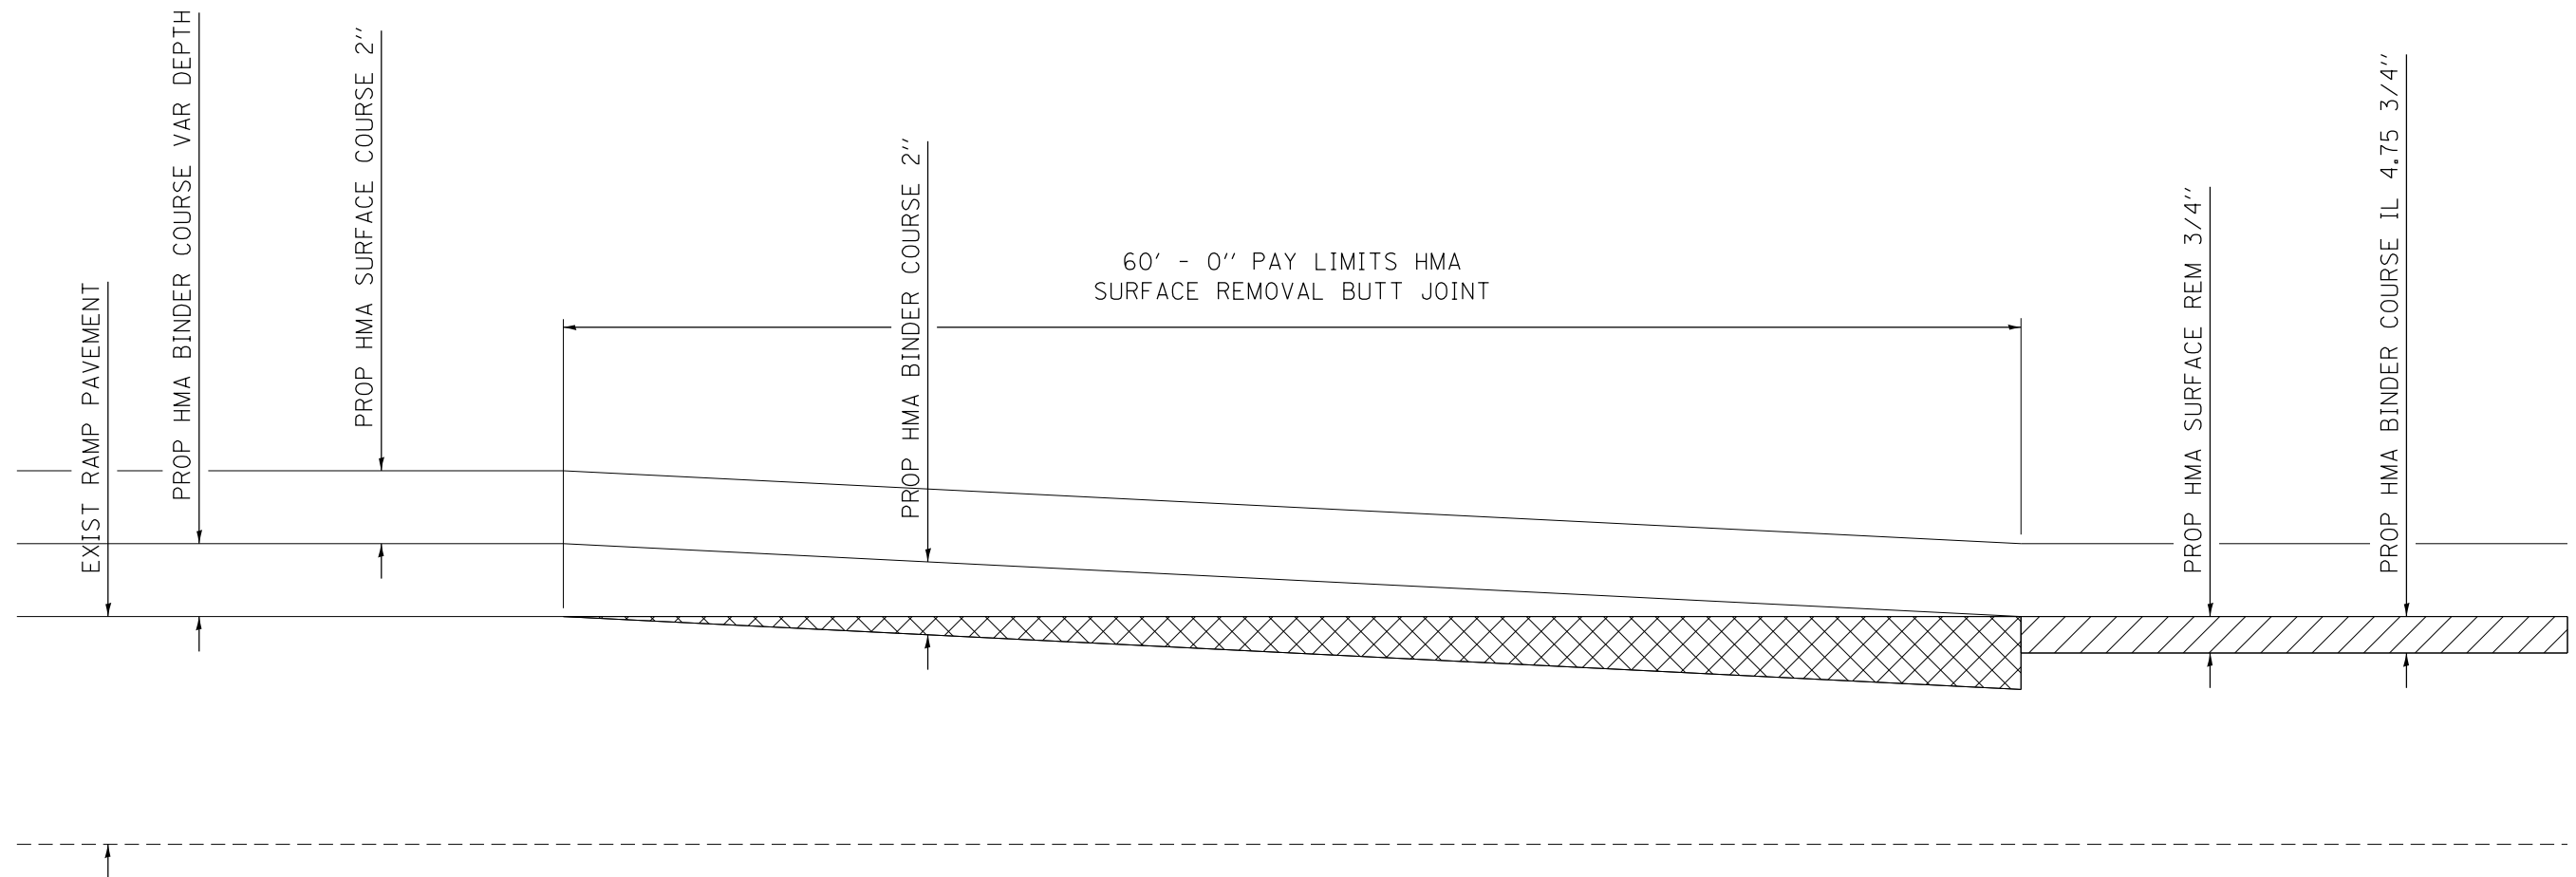 EXIST RAMP PAVEMENT
PROP HMA BINDER COURSE VAR DEPTH
PROP HMA SURFACE COURSE 2''
PROP HMA BINDER COURSE 2''
60' - 0'' PAY LIMITS HMA
SURFACE REMOVAL BUTT JOINT
PROP HMA SURFACE REM 3/4''
PROP HMA BINDER COURSE IL 4.75 3/4''